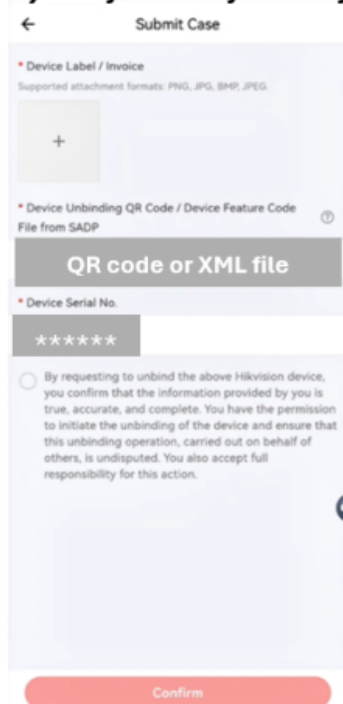 Submit Case
* Device Label / Invoice
Supported attachment formats: PNG, JPG, BMP, JPEG.
+
* Device Unbinding QR Code / Device Feature Code
File from SADP
QR code or XML file
* Device Serial No.
******
By requesting to unbind the above Hikvision device,
you confirm that the information provided by you is
true, accurate, and complete. You have the permission
to initiate the unbinding of the device and ensure that
this unbinding operation, carried out on behalf of
others, is undisputed. You also accept full
responsibility for this action.
Confirm